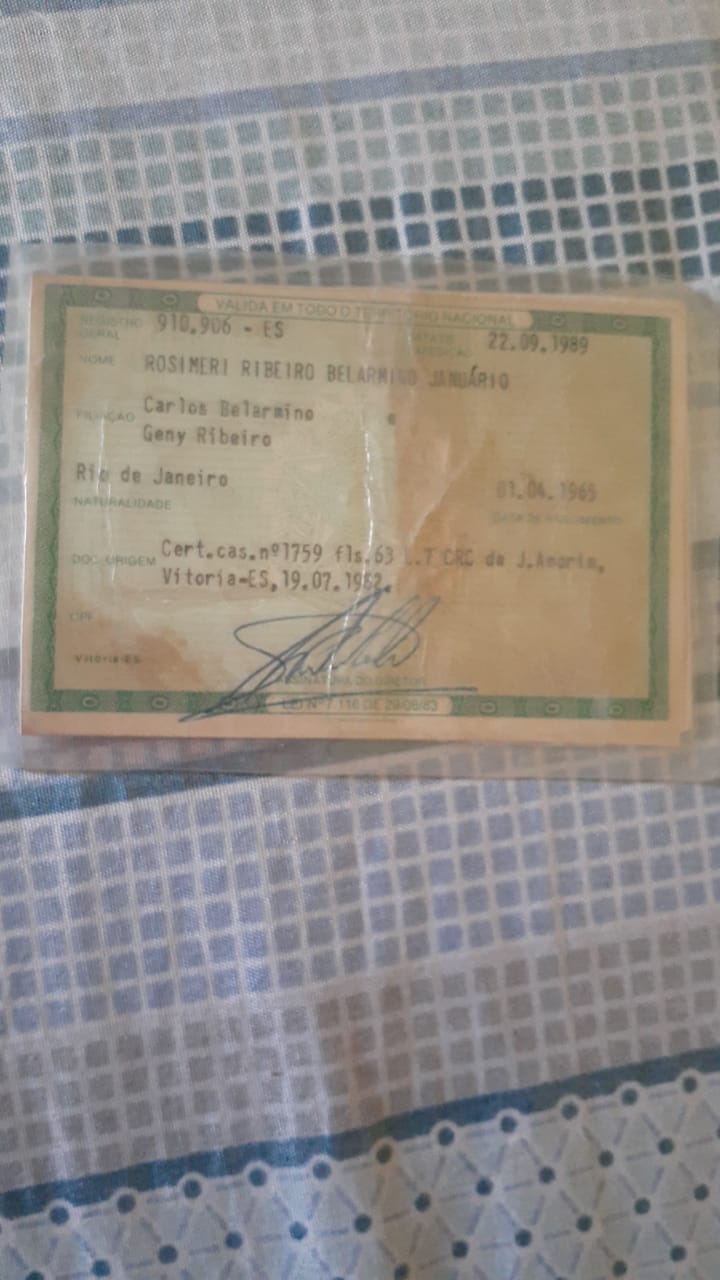 VÁLIDA EM TODO O TERRITÓRIO NACIONAL
REGISTRO GERAL 910.906 - ES
DATA DE EXPEDIÇÃO 22.09.1989
NOME ROSIMERI RIBEIRO BELARMINO JANUÁRIO
FILIAÇÃO Carlos Belarmino e
Geny Ribeiro
Rio de Janeiro 01.04.1965
NATURALIDADE DATA DE NASCIMENTO
DOC. ORIGEM Cert.cas.nº1759 fls.63 CRC de J.Amorim,
Vitoria-ES,19.07.1982.
CPF
Vitória-ES
ASSINATURA DO DIRETOR
LEI Nº 7.116 DE 29/08/83